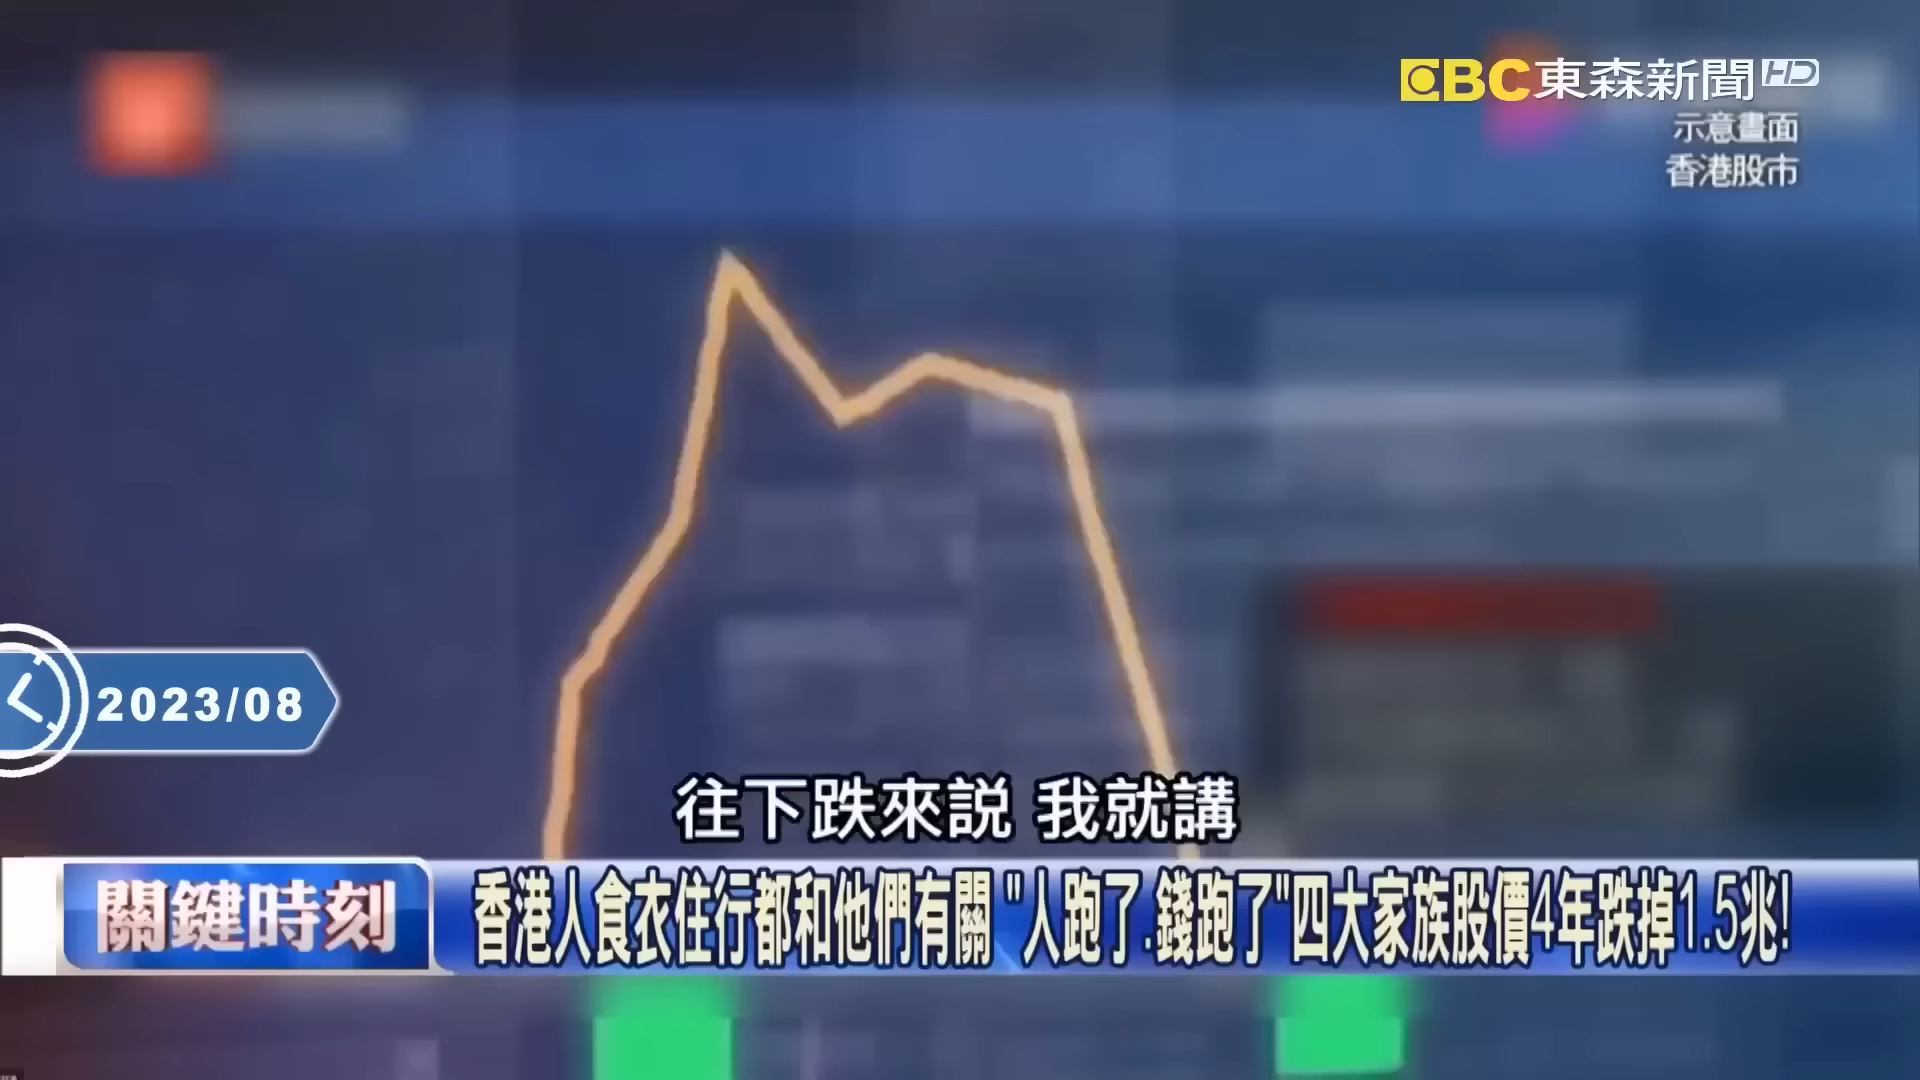 EBC東森新聞HD
示意畫面
香港股市
2023/08
往下跌來說 我就講
關鍵時刻
香港人食衣住行都和他們有關 "人跑了.錢跑了"四大家族股價4年跌掉1.5兆!